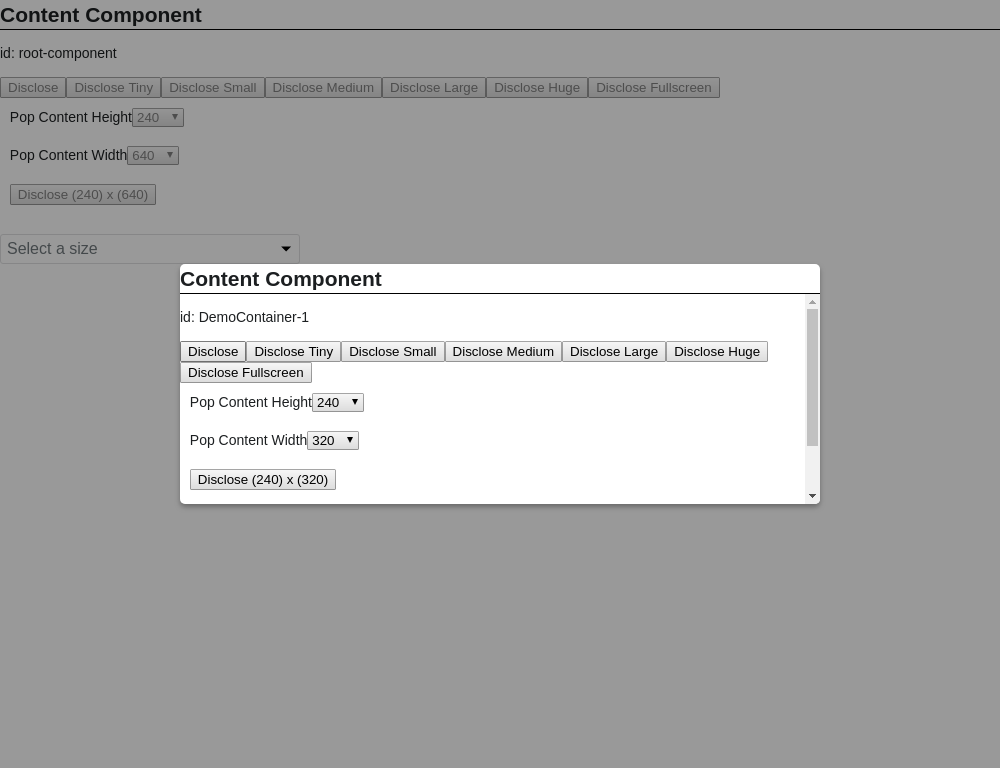 Content Component
id: root-component
Disclose Disclose Tiny Disclose Small Disclose Medium Disclose Large Disclose Huge Disclose Fullscreen
Pop Content Height 240
Pop Content Width 640
Disclose (240) x (640)
Select a size
Content Component
id: DemoContainer-1
Disclose Disclose Tiny Disclose Small Disclose Medium Disclose Large Disclose Huge
Disclose Fullscreen
Pop Content Height 240
Pop Content Width 320
Disclose (240) x (320)